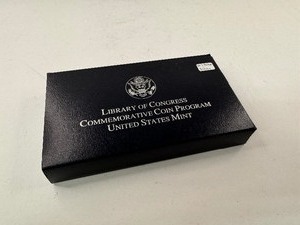 LIBRARY OF CONGRESS
COMMEMORATIVE COIN PROGRAM
UNITED STATES MINT